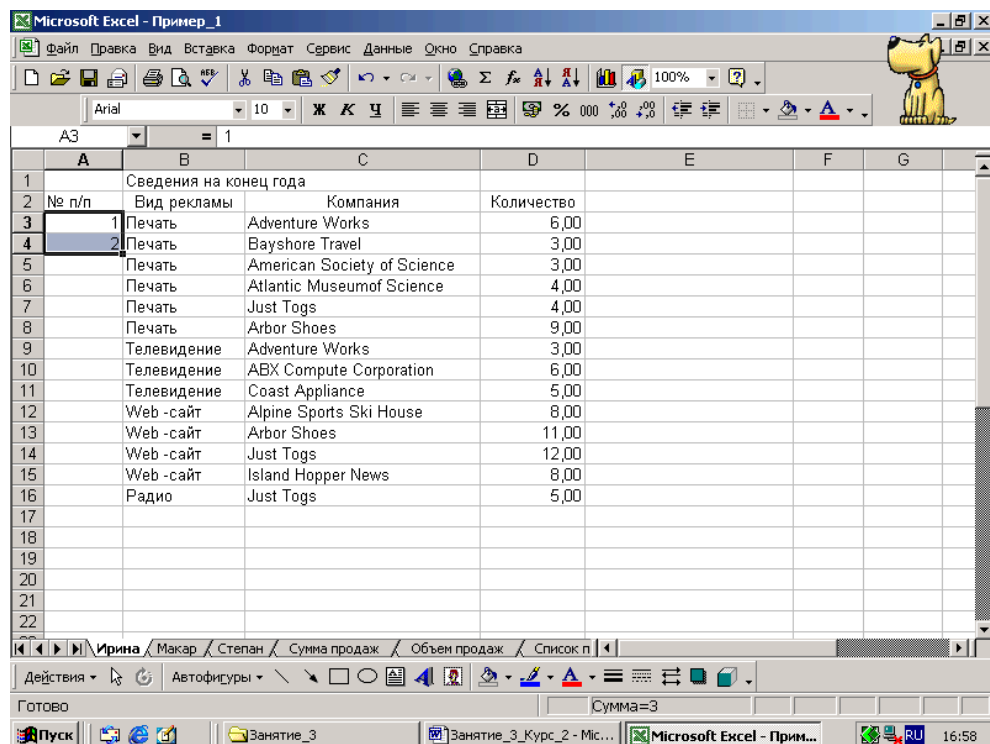 Microsoft Excel - Пример_1
Файл Правка Вид Вставка Формат Сервис Данные Окно Справка
100%
Arial 10 Ж К Ч % 000
A3 = 1
A B C D E F G
1 Сведения на конец года
2 № п/п Вид рекламы Компания Количество
3 1 Печать Adventure Works 6,00
4 2 Печать Bayshore Travel 3,00
5 Печать American Society of Science 3,00
6 Печать Atlantic Museumof Science 4,00
7 Печать Just Togs 4,00
8 Печать Arbor Shoes 9,00
9 Телевидение Adventure Works 3,00
10 Телевидение ABX Compute Corporation 6,00
11 Телевидение Coast Appliance 5,00
12 Web -сайт Alpine Sports Ski House 8,00
13 Web -сайт Arbor Shoes 11,00
14 Web -сайт Just Togs 12,00
15 Web -сайт Island Hopper News 8,00
16 Радио Just Togs 5,00
17
18
19
20
21
22
Ирина Макар Степан Сумма продаж Объем продаж Список п
Действия Автофигуры
Готово Сумма=3
Пуск Занятие_3 Занятие_3_Курс_2 - Mic... Microsoft Excel - Прим... RU 16:58